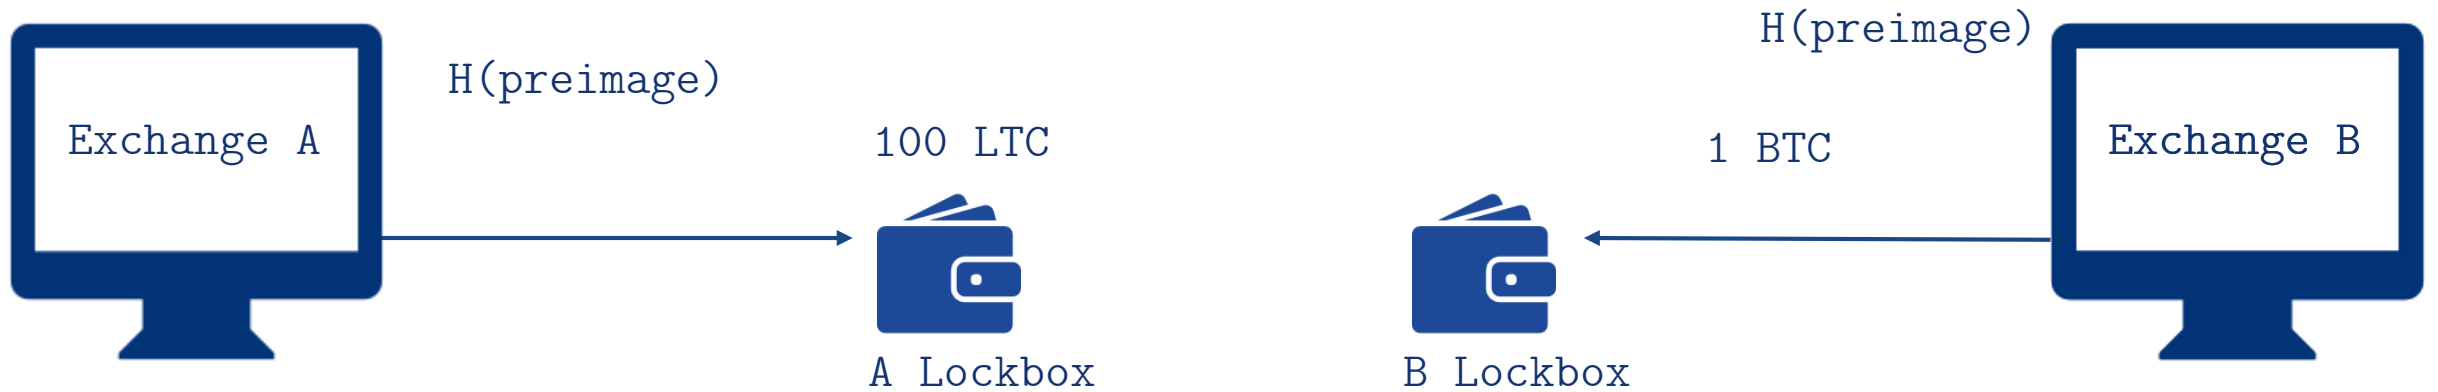 Exchange A
H(preimage)
100 LTC
A Lockbox
H(preimage)
1 BTC
B Lockbox
Exchange B